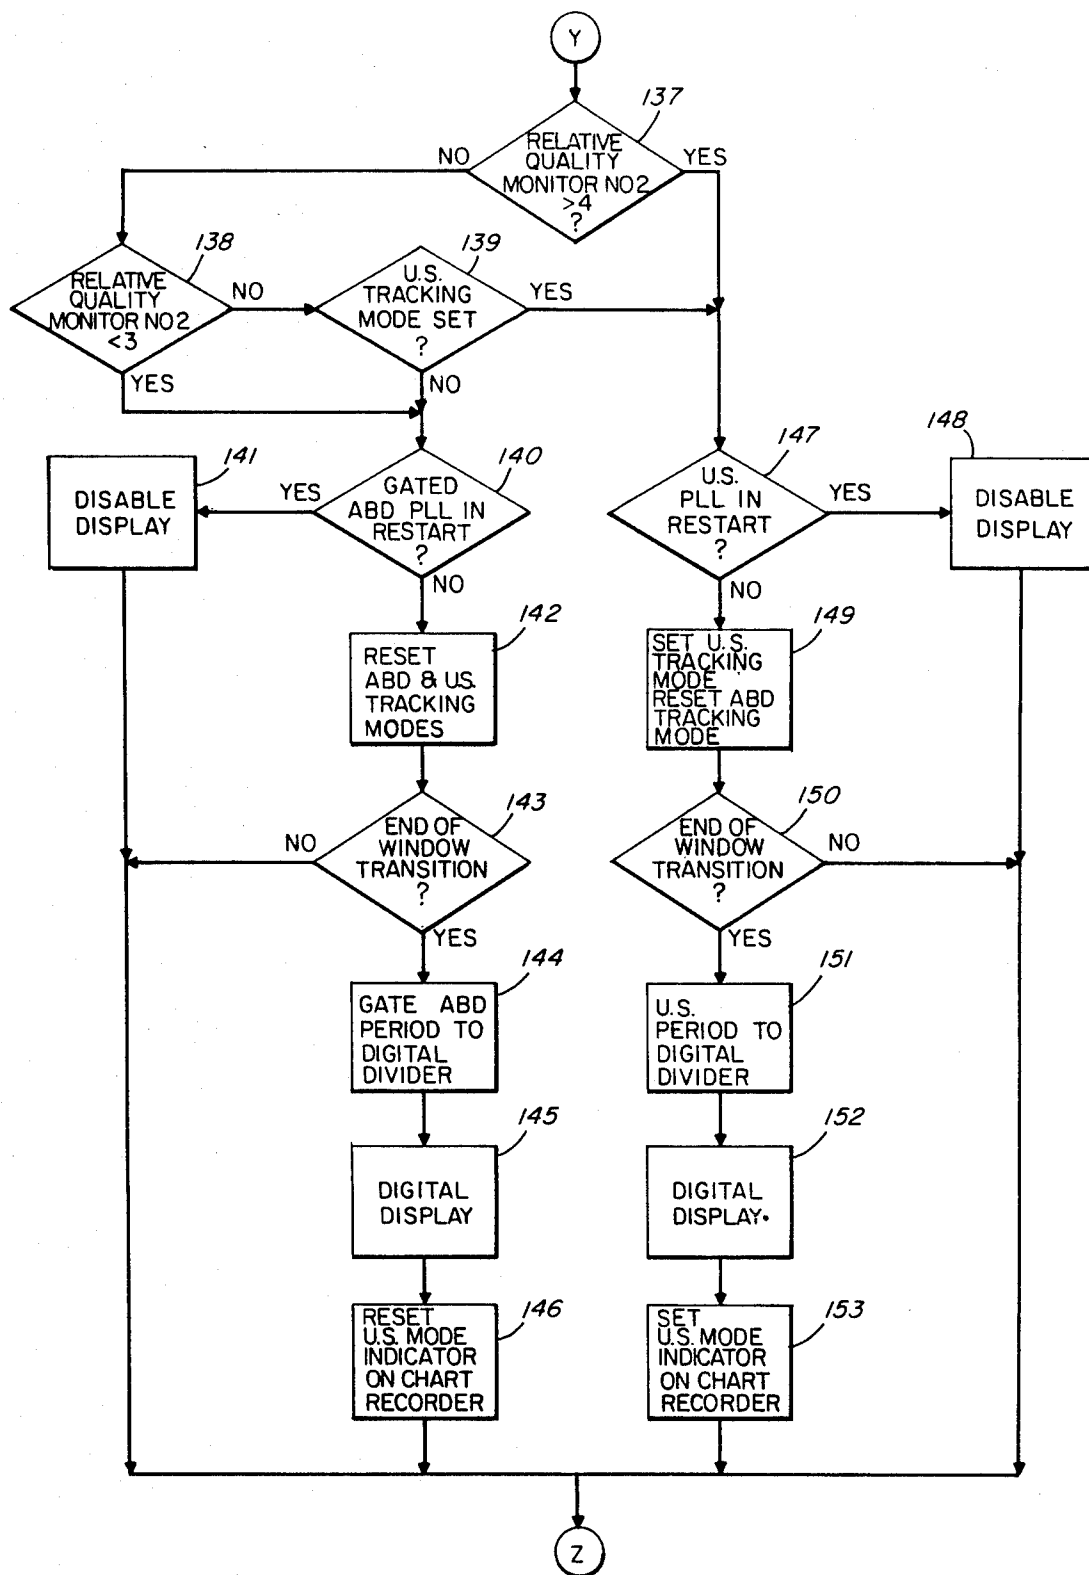 Y
137
RELATIVE
QUALITY
MONITOR NO2
>4
?
NO
YES
138
RELATIVE
QUALITY
MONITOR NO2
<3
NO
YES
139
U.S.
TRACKING
MODE SET
?
YES
NO
141
DISABLE
DISPLAY
YES
140
GATED
ABD PLL IN
RESTART
?
NO
147
U.S.
PLL IN
RESTART
?
YES
NO
148
DISABLE
DISPLAY
142
RESET
ABD & U.S.
TRACKING
MODES
149
SET U.S.
TRACKING
MODE
RESET ABD
TRACKING
MODE
143
END OF
WINDOW
TRANSITION
?
NO
YES
150
END OF
WINDOW
TRANSITION
?
NO
YES
144
GATE ABD
PERIOD TO
DIGITAL
DIVIDER
151
U.S.
PERIOD TO
DIGITAL
DIVIDER
145
DIGITAL
DISPLAY
152
DIGITAL
DISPLAY.
146
RESET
U.S. MODE
INDICATOR
ON CHART
RECORDER
153
SET
U.S. MODE
INDICATOR
ON CHART
RECORDER
Z